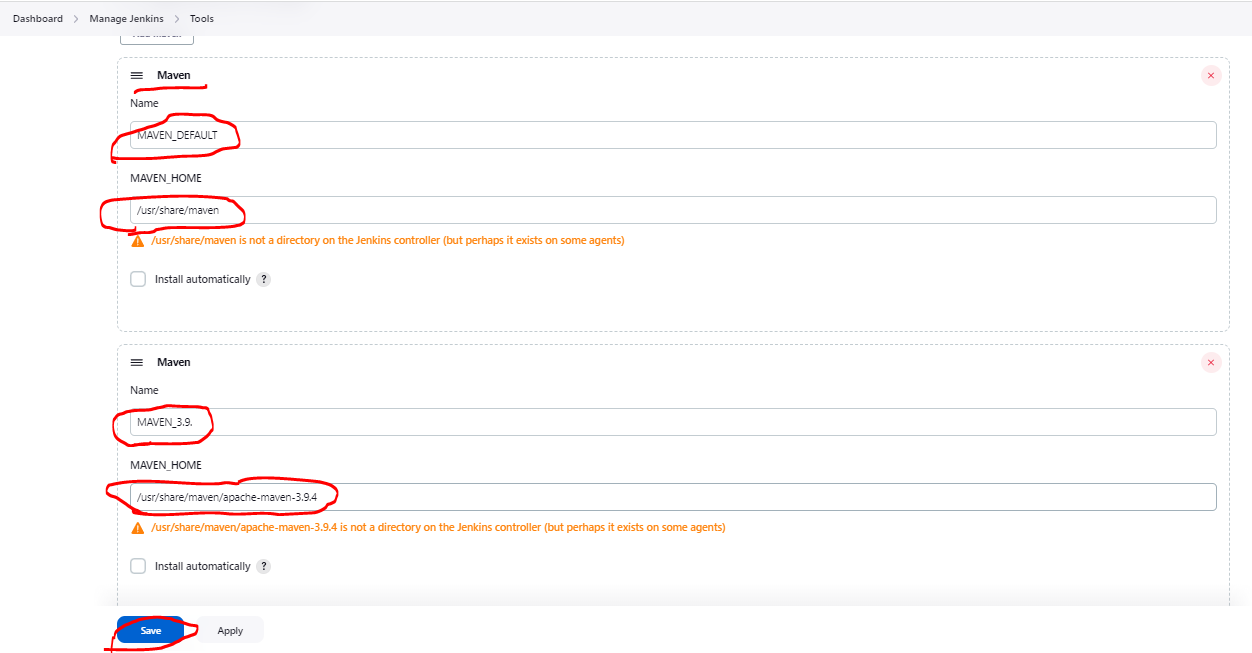 Dashboard > Manage Jenkins > Tools
Add Maven
Maven
Name
MAVEN_DEFAULT
MAVEN_HOME
/usr/share/maven
/usr/share/maven is not a directory on the Jenkins controller (but perhaps it exists on some agents)
Install automatically ?
Maven
Name
MAVEN_3.9.
MAVEN_HOME
/usr/share/maven/apache-maven-3.9.4
/usr/share/maven/apache-maven-3.9.4 is not a directory on the Jenkins controller (but perhaps it exists on some agents)
Install automatically ?
Save Apply